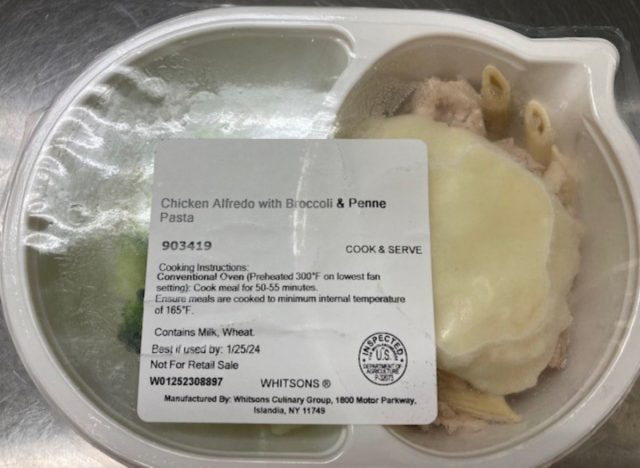 Chicken Alfredo with Broccoli & Penne
Pasta
903419
COOK & SERVE
Cooking Instructions:
Conventional Oven (Preheated 300°F on lowest fan
setting): Cook meal for 50-55 minutes.
Ensure meals are cooked to minimum internal temperature
of 165°F.
Contains Milk, Wheat.
Best if used by: 1/25/24
Not For Retail Sale
W01252308897
WHITSONS ®
INSPECTED
U.S.
DEPARTMENT OF
AGRICULTURE
Manufactured By: Whitsons Culinary Group, 1800 Motor Parkway,
Islandia, NY 11749